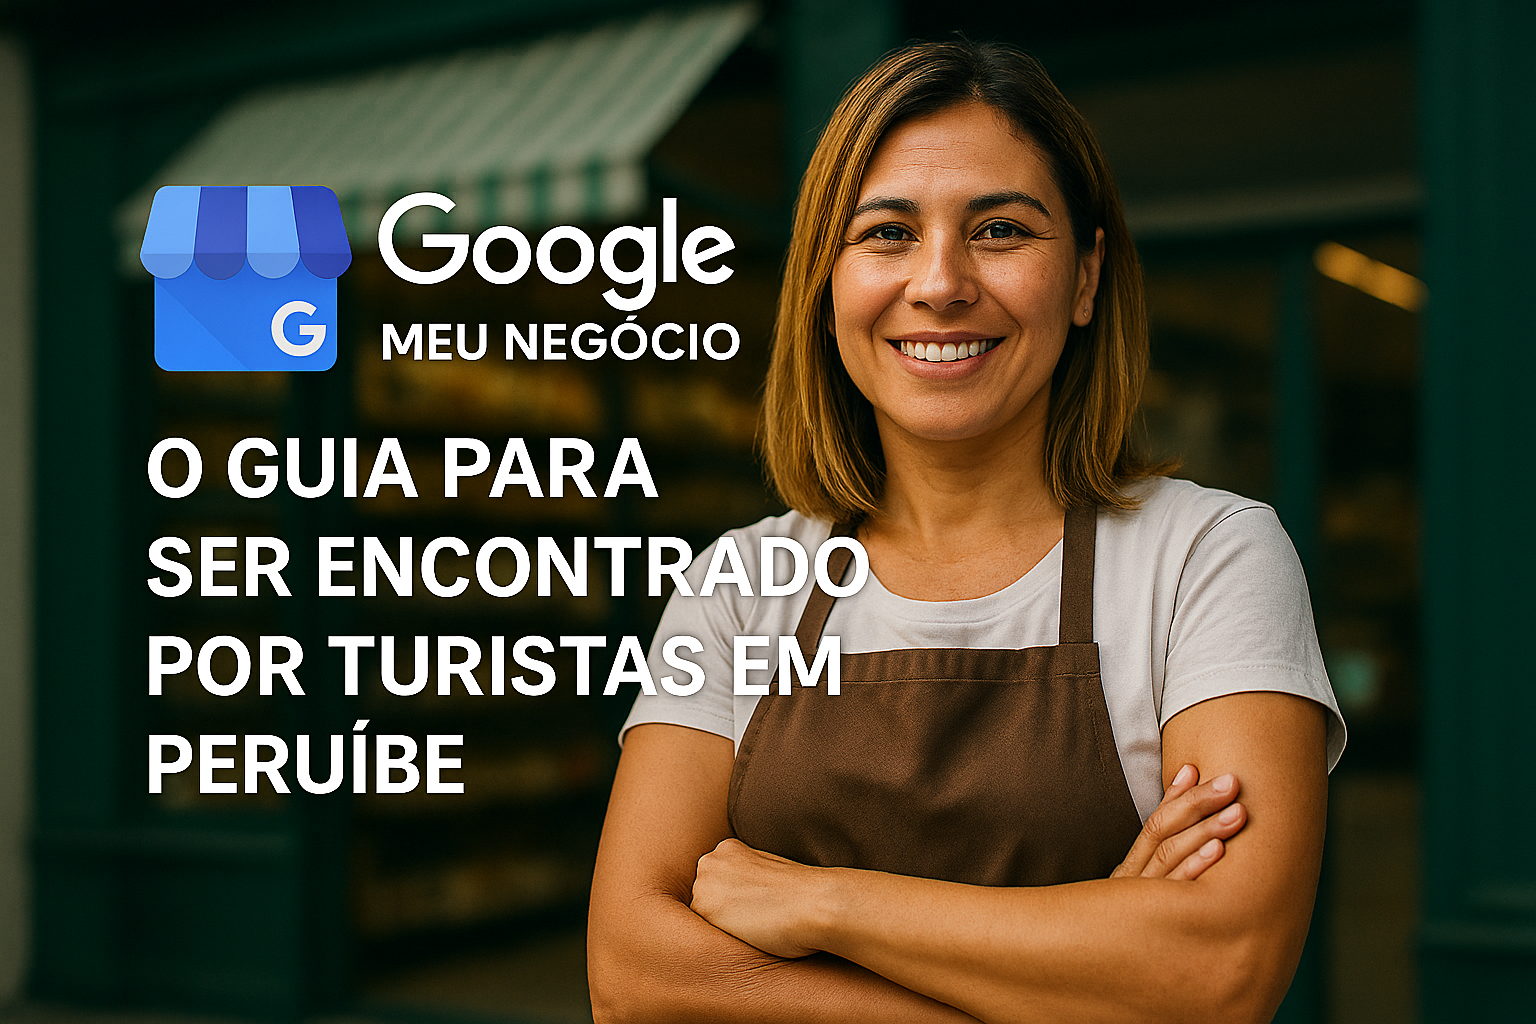 G
Google
MEU NEGÓCIO
O GUIA PARA
SER ENCONTRADO
POR TURISTAS EM
PERUÍBE